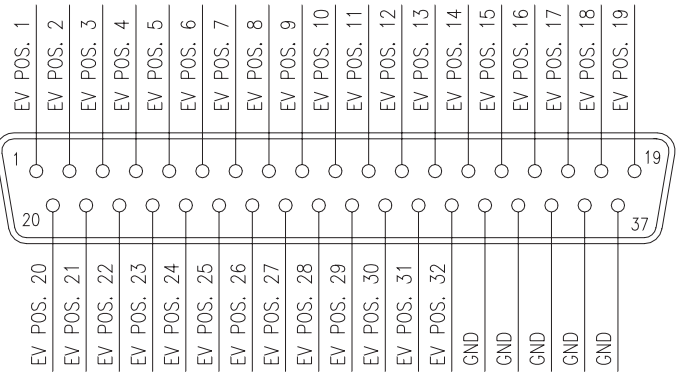 EV POS. 1
EV POS. 2
EV POS. 3
EV POS. 4
EV POS. 5
EV POS. 6
EV POS. 7
EV POS. 8
EV POS. 9
EV POS. 10
EV POS. 11
EV POS. 12
EV POS. 13
EV POS. 14
EV POS. 15
EV POS. 16
EV POS. 17
EV POS. 18
EV POS. 19
1
19
20
37
EV POS. 20
EV POS. 21
EV POS. 22
EV POS. 23
EV POS. 24
EV POS. 25
EV POS. 26
EV POS. 27
EV POS. 28
EV POS. 29
EV POS. 30
EV POS. 31
EV POS. 32
GND
GND
GND
GND
GND